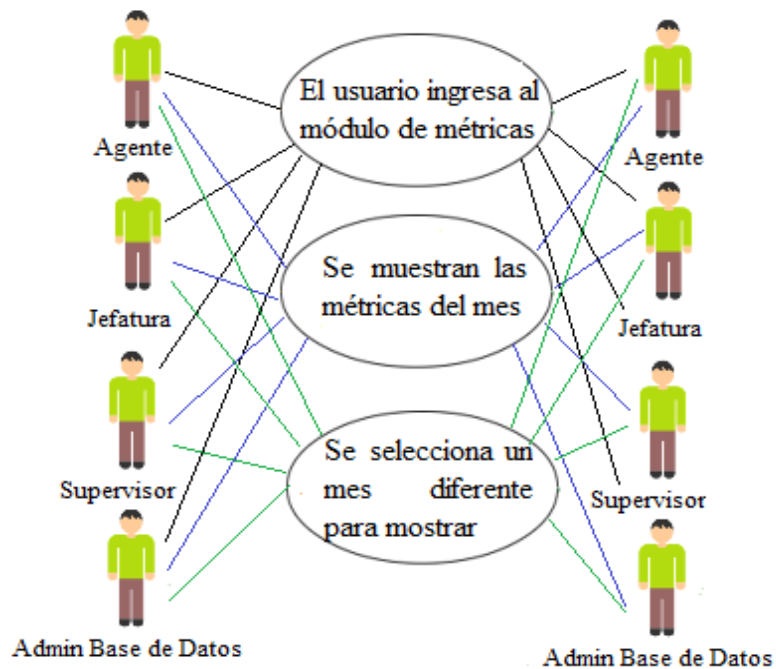 El usuario ingresa al
módulo de métricas
Agente
Agente
Se muestran las
métricas del mes
Jefatura
Jefatura
Se selecciona un
mes diferente
para mostrar
Supervisor
Supervisor
Admin Base de Datos
Admin Base de Datos